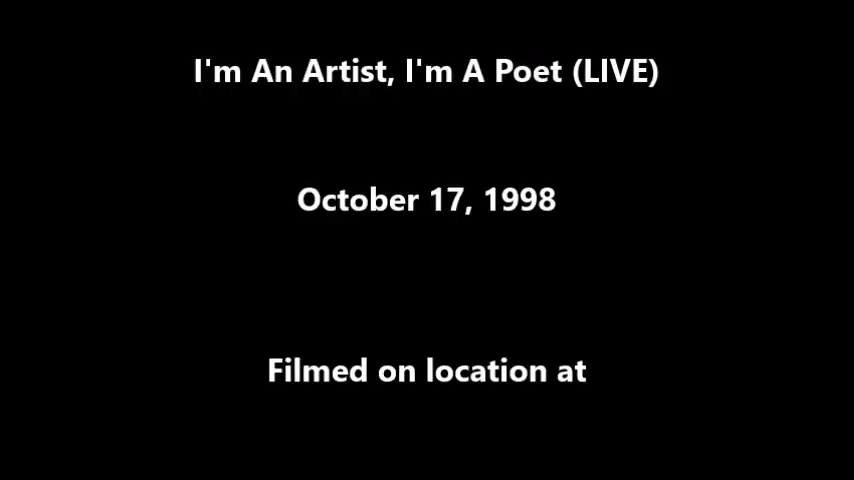 I'm An Artist, I'm A Poet (LIVE)
October 17, 1998
Filmed on location at